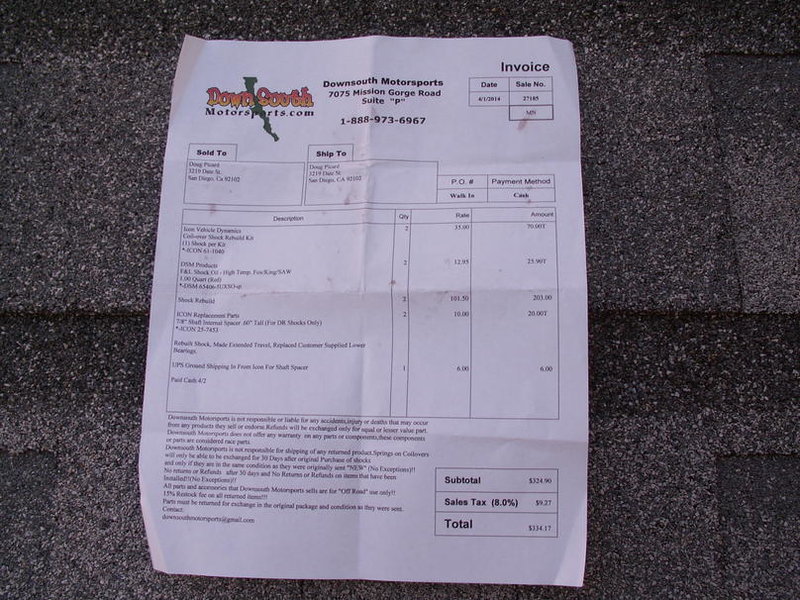 Invoice
Down South
Motorsports.com
Downsouth Motorsports
7075 Mission Gorge Road
Suite "P"
1-888-973-6967
Date Sale No.
4/1/2014 27185
MN
Sold To
Doug Picard
3219 Date St.
San Diego, Ca 92102
Ship To
Doug Picard
3219 Date St.
San Diego, Ca 92102
P.O. # Payment Method
Walk In Cash
Description Qty Rate Amount
Icon Vehicle Dynamics 2 35.00 70.00T
Coil-over Shock Rebuild Kit
(1) Shock per Kit
*-ICON 61-1040
DSM Products 2 12.95 25.90T
F&L Shock Oil - High Temp. Fox/King/SAW
1.00 Quart (Red)
Shock Rebuild 2 101.50 203.00
ICON Replacement Parts 2 10.00 20.00T
7/8" Shaft Internal Spacer .60" Tall (For DR Shocks Only)
*-ICON 25-7453
Rebuilt Shock, Made Extended Travel, Replaced Customer Supplied Lower
Bearings.
UPS Ground Shipping In From Icon For Shaft Spacer 1 6.00 6.00
Paid Cash 4/2
Downsouth Motorsports is not responsible or liable for any accidents,injury or deaths that may occur
from any products they sell or endorse.Refunds will be exchanged only for equal or lesser value part.
Downsouth Motorsports does not offer any warranty on any parts or components,these components
or parts are considered race parts.
Downsouth Motorsports is not responsible for shipping of any returned product.Springs on Coilovers
will only be able to be exchanged for 30 Days after original Purchase of shocks
and only if they are in the same condition as they were originally sent "NEW" (No Exceptions)!!
No returns or Refunds after 30 days and No Returns or Refunds on items that have been
Installed!!(No Exceptions)!!
All parts and accessories that Downsouth Motorsports sells are for "Off Road" use only!!
15% Restock fee on all returned items!!!
Parts must be returned for exchange in the original package and condition as they were sent.
Contact:
downsouthmotorsports@gmail.com
Subtotal $324.90
Sales Tax (8.0%) $9.27
Total $334.17